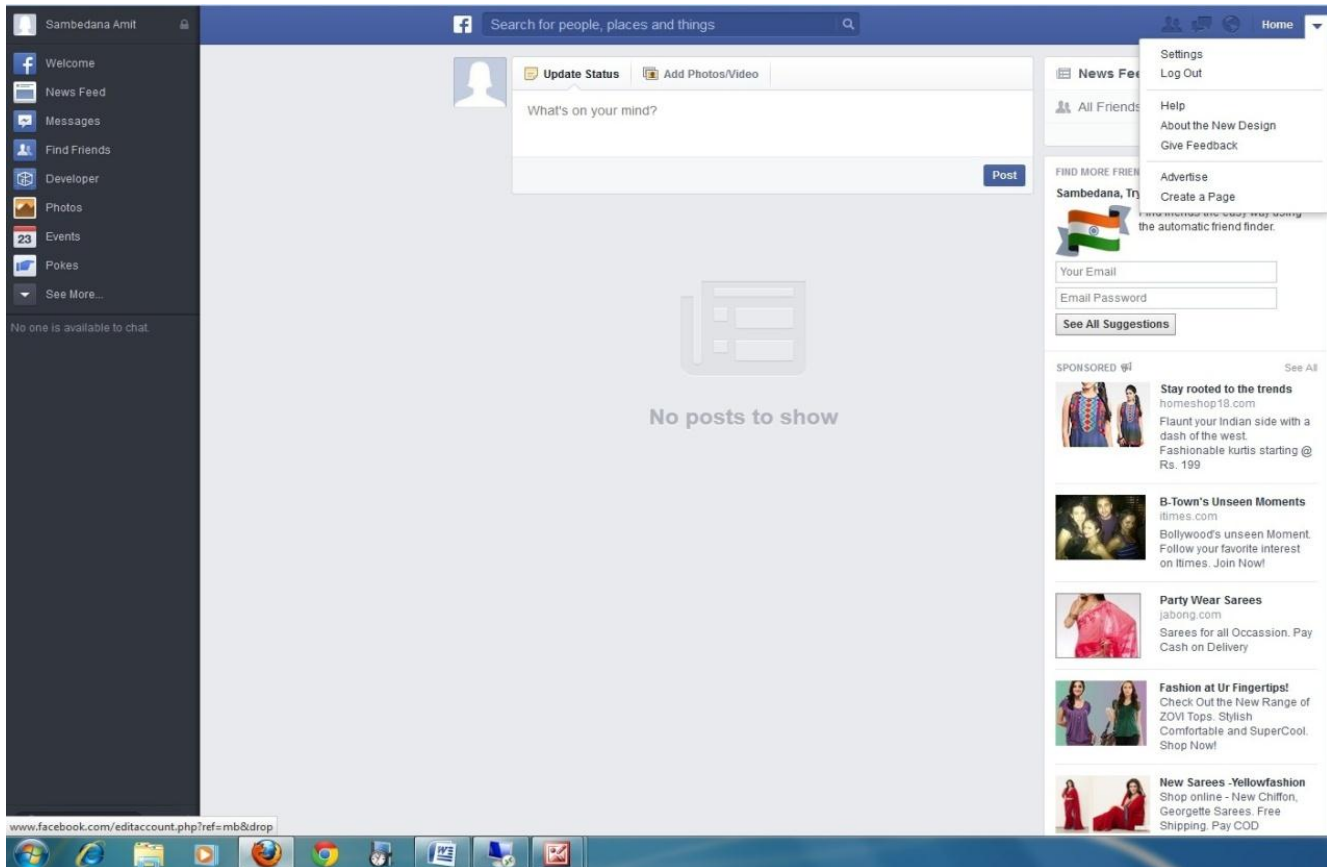 Sambedana Amit
Search for people, places and things
Home
Welcome
News Feed
Messages
Find Friends
Developer
Photos
23
Events
Pokes
See More...
No one is available to chat.
Update Status
Add Photos/Video
What's on your mind?
Post
No posts to show
Settings
Log Out
Help
About the New Design
Give Feedback
Advertise
Create a Page
News Fee
All Friends
FIND MORE FRIEN
Sambedana, Try
Find friends the easy way using
the automatic friend finder.
Your Email
Email Password
See All Suggestions
SPONSORED
See All
Stay rooted to the trends
homeshop18.com
Flaunt your Indian side with a
dash of the west.
Fashionable kurtis starting @
Rs. 199
B-Town's Unseen Moments
itimes.com
Bollywood's unseen Moment.
Follow your favorite interest
on Itimes. Join Now!
Party Wear Sarees
jabong.com
Sarees for all Occassion. Pay
Cash on Delivery
Fashion at Ur Fingertips!
Check Out the New Range of
ZOVI Tops. Stylish
Comfortable and SuperCool.
Shop Now!
New Sarees -Yellowfashion
Shop online - New Chiffon,
Georgette Sarees. Free
Shipping. Pay COD
www.facebook.com/editaccount.php?ref=mb&drop